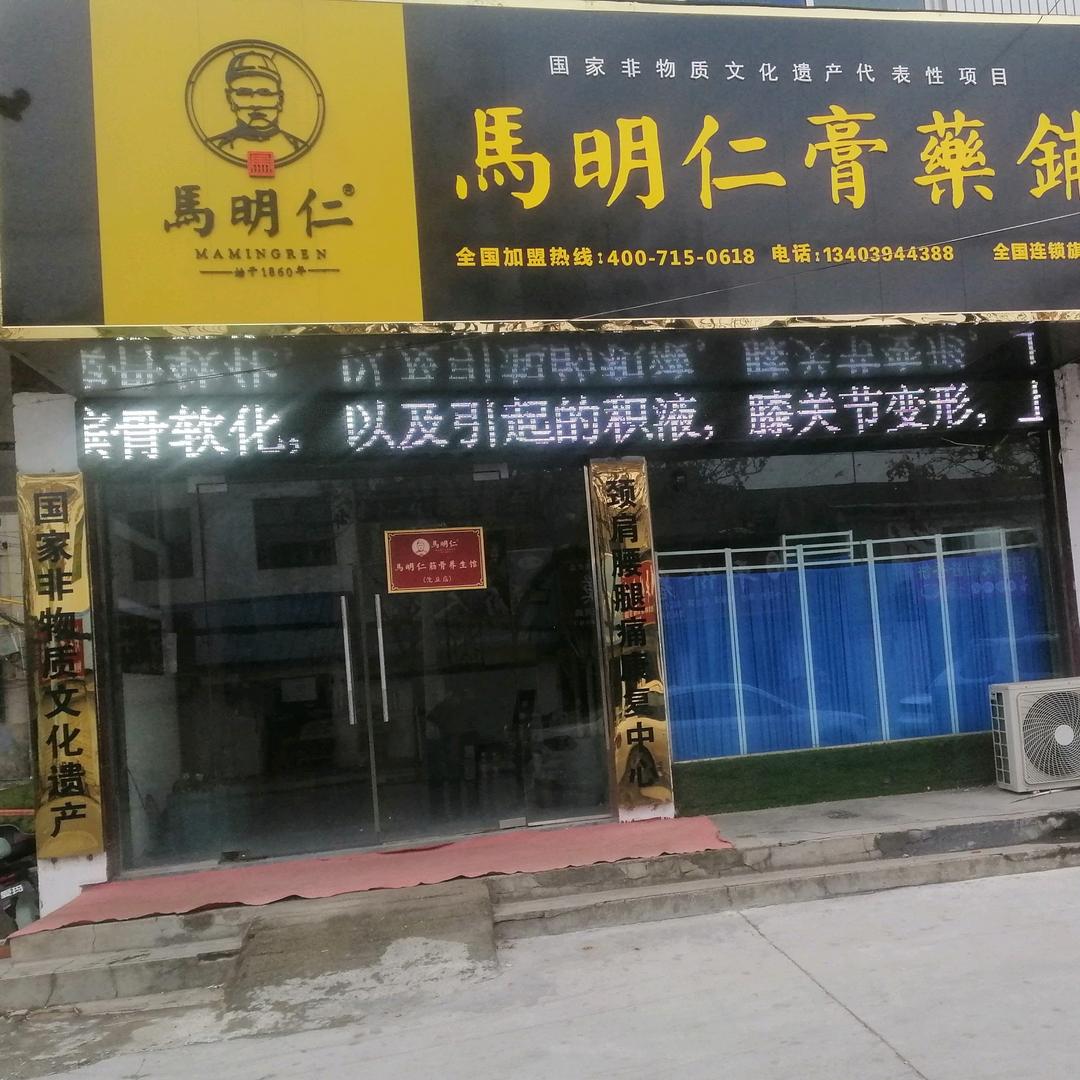 国家非物质文化遗产代表性项目
馬明仁膏藥鋪
馬明仁®
MAMINGREN
始于1860年
全国加盟热线:400-715-0618 电话:13403944388 全国连锁旗
骨软化，以及引起的积液，膝关节变形，
国家非物质文化遗产
馬明仁
馬明仁筋骨养生馆
颈肩腰腿痛康复中心